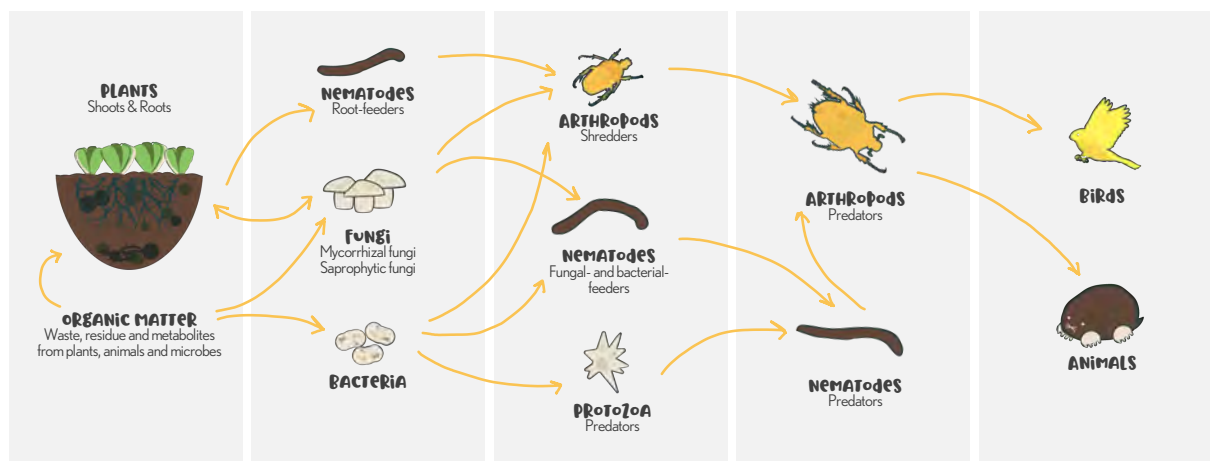 PLANTS
Shoots & Roots
ORGANIC MATTER
Waste, residue and metabolites
from plants, animals and microbes
NEMATODES
Root-feeders
FUNGI
Mycorrhizal fungi
Saprophytic fungi
BACTERIA
ARTHROPODS
Shredders
NEMATODES
Fungal- and bacterial-
feeders
PROTOZOA
Predators
ARTHROPODS
Predators
NEMATODES
Predators
BIRDS
ANIMALS